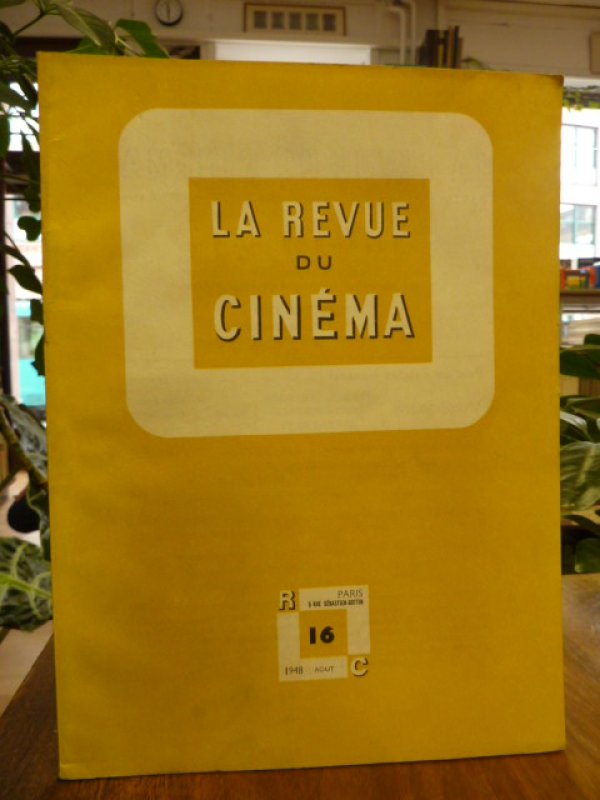 LA REVUE
DU
CINÉMA
R PARIS
5 RUE SÉBASTIEN-BOTTIN
16
1948 AOUT C